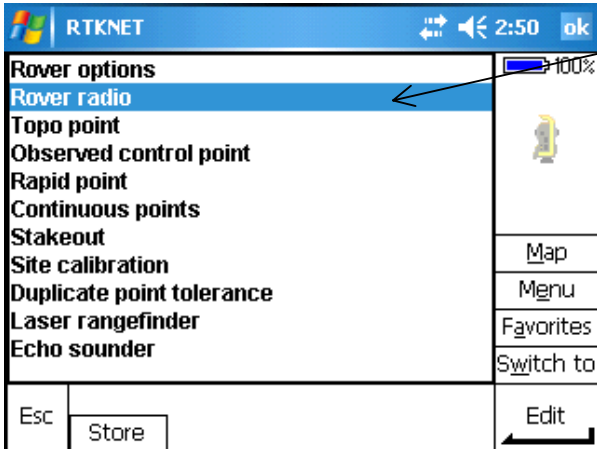 RTKNET 2:50 ok
Rover options
100%
Rover radio
Topo point
Observed control point
Rapid point
Continuous points
Stakeout
Site calibration
Duplicate point tolerance
Laser rangefinder
Echo sounder
Map
Menu
Favorites
Switch to
Esc
Store
Edit